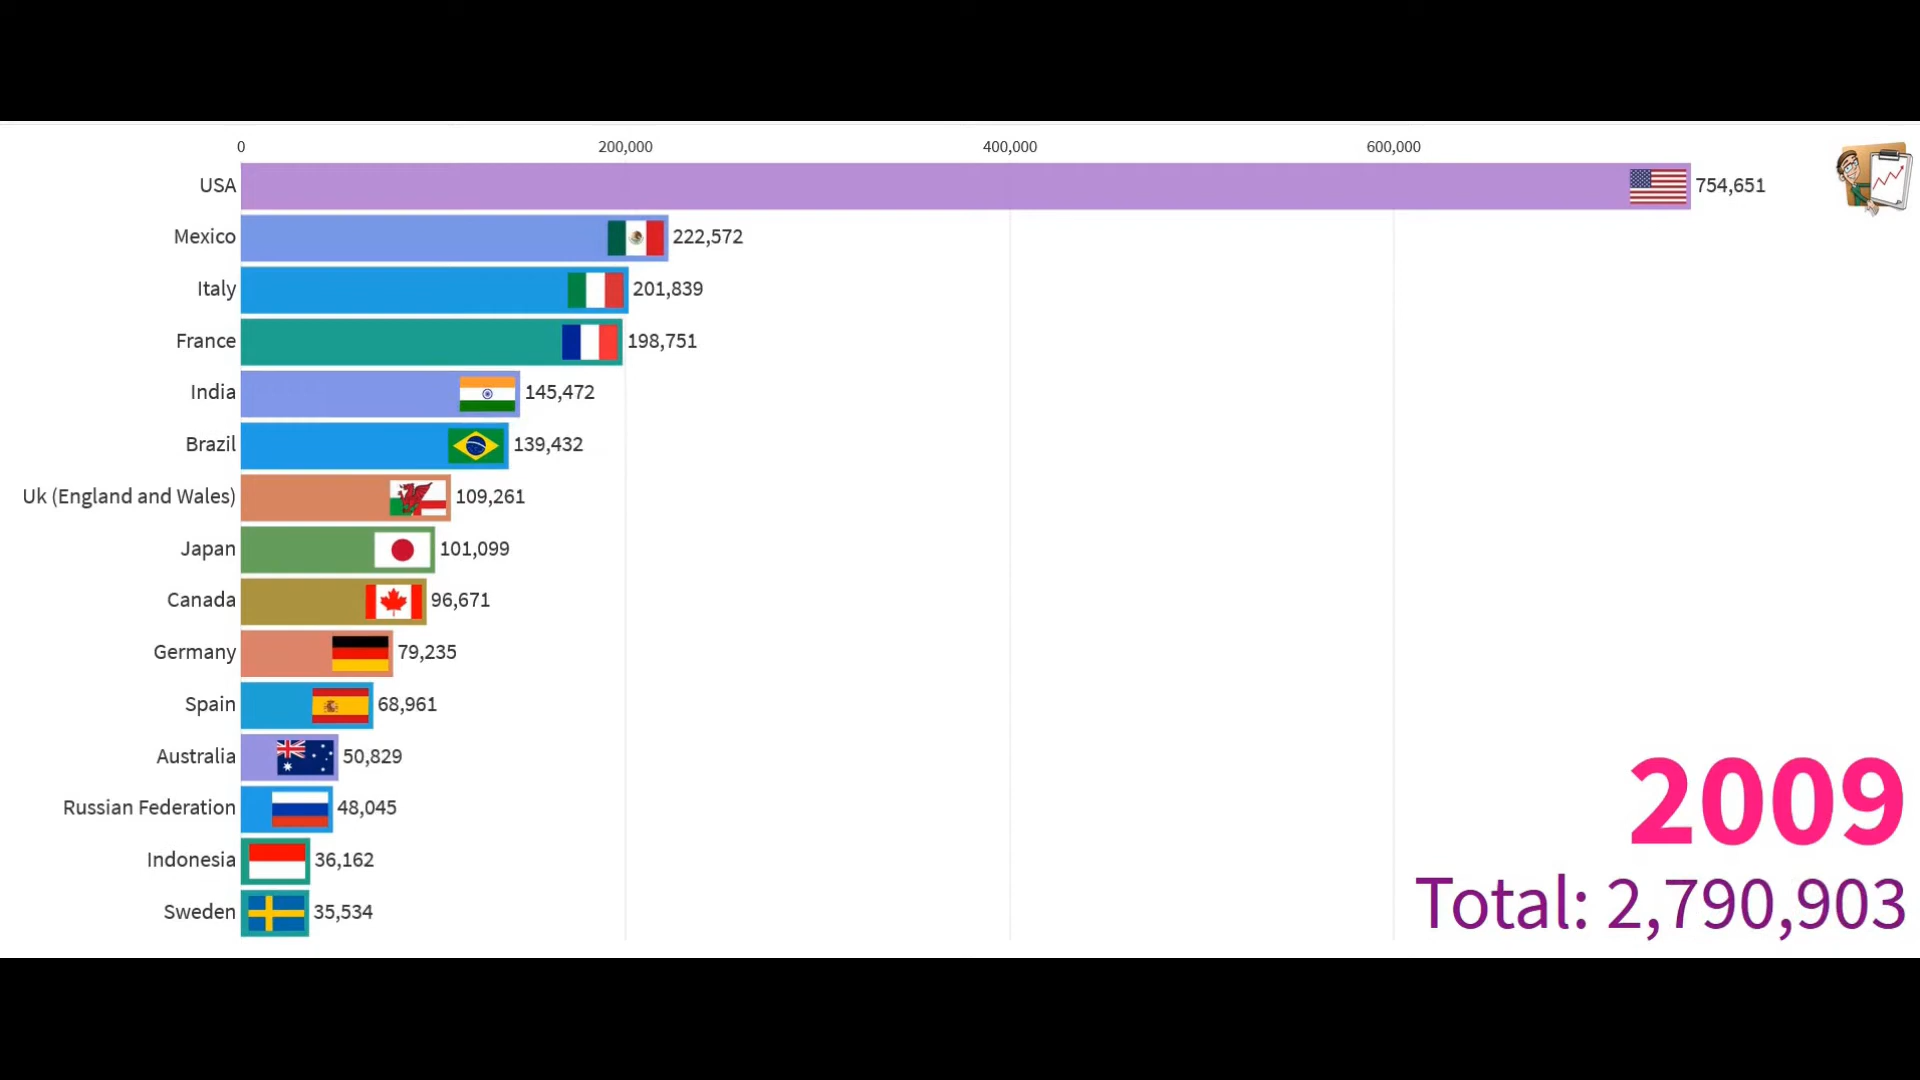 0 200,000 400,000 600,000
USA 754,651
Mexico 222,572
Italy 201,839
France 198,751
India 145,472
Brazil 139,432
Uk (England and Wales) 109,261
Japan 101,099
Canada 96,671
Germany 79,235
Spain 68,961
Australia 50,829
Russian Federation 48,045
Indonesia 36,162
Sweden 35,534
2009
Total: 2,790,903